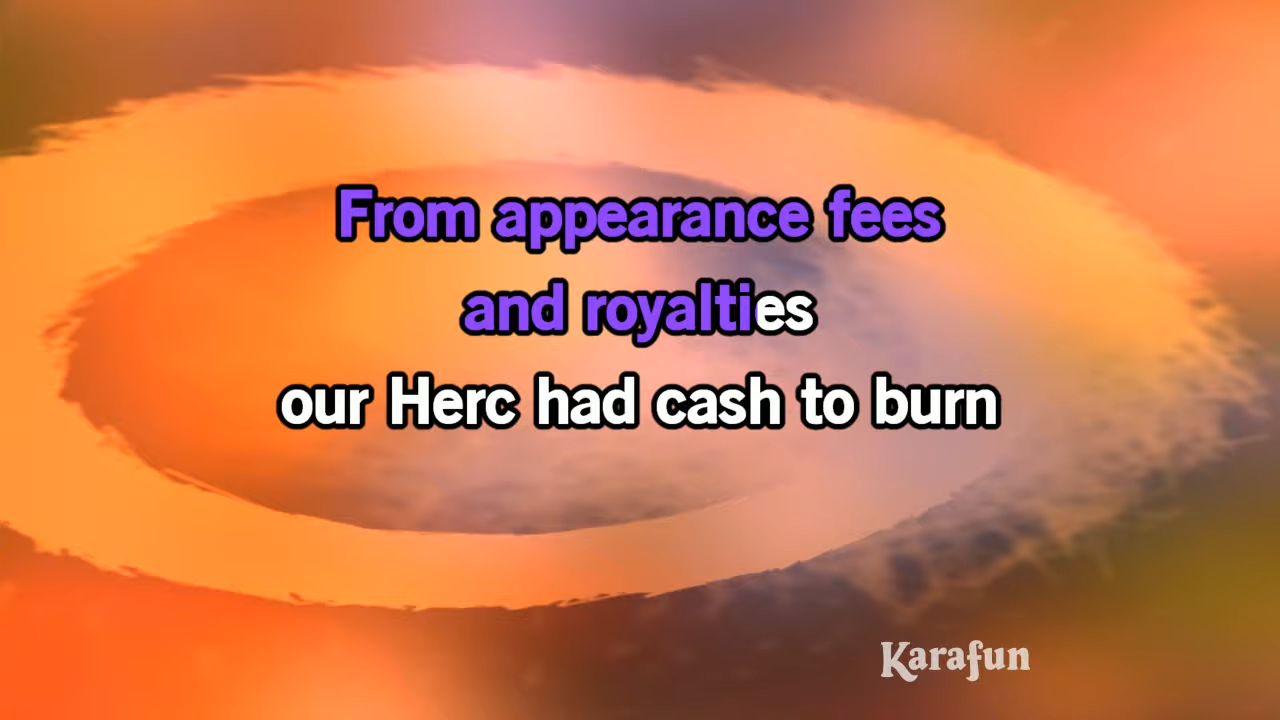 From appearance fees
and royalties
our Herc had cash to burn
Karafun